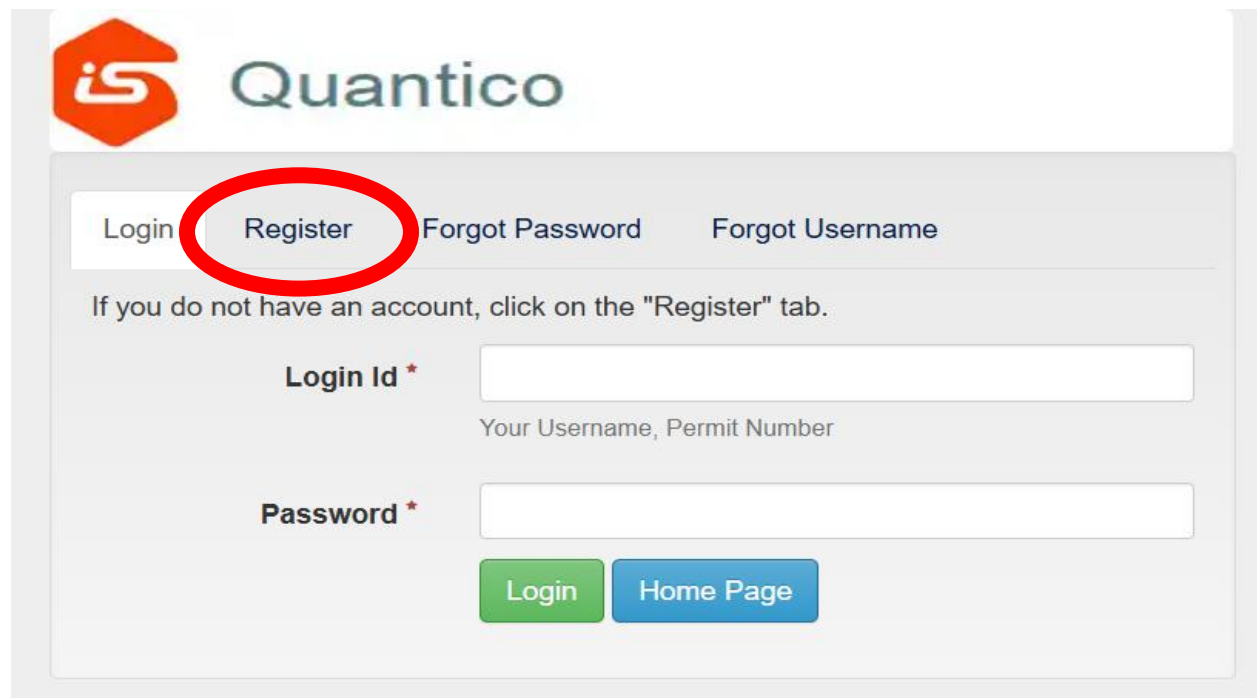 iS Quantico
Login Register Forgot Password Forgot Username
If you do not have an account, click on the "Register" tab.
Login Id *
Your Username, Permit Number
Password *
Login Home Page